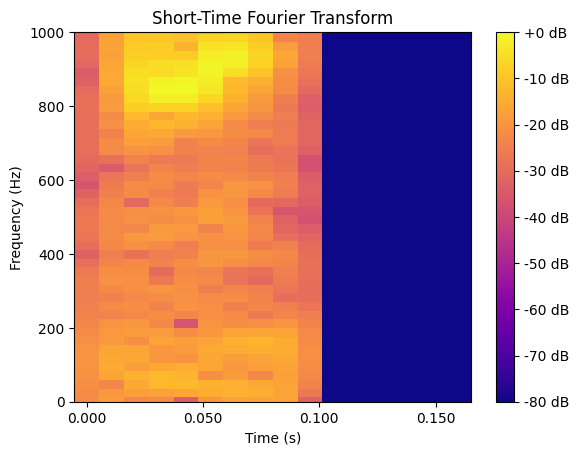 Short-Time Fourier Transform
1000
800
600
400
200
0
Frequency (Hz)
0.000
0.050
0.100
0.150
Time (s)
+0 dB
-10 dB
-20 dB
-30 dB
-40 dB
-50 dB
-60 dB
-70 dB
-80 dB